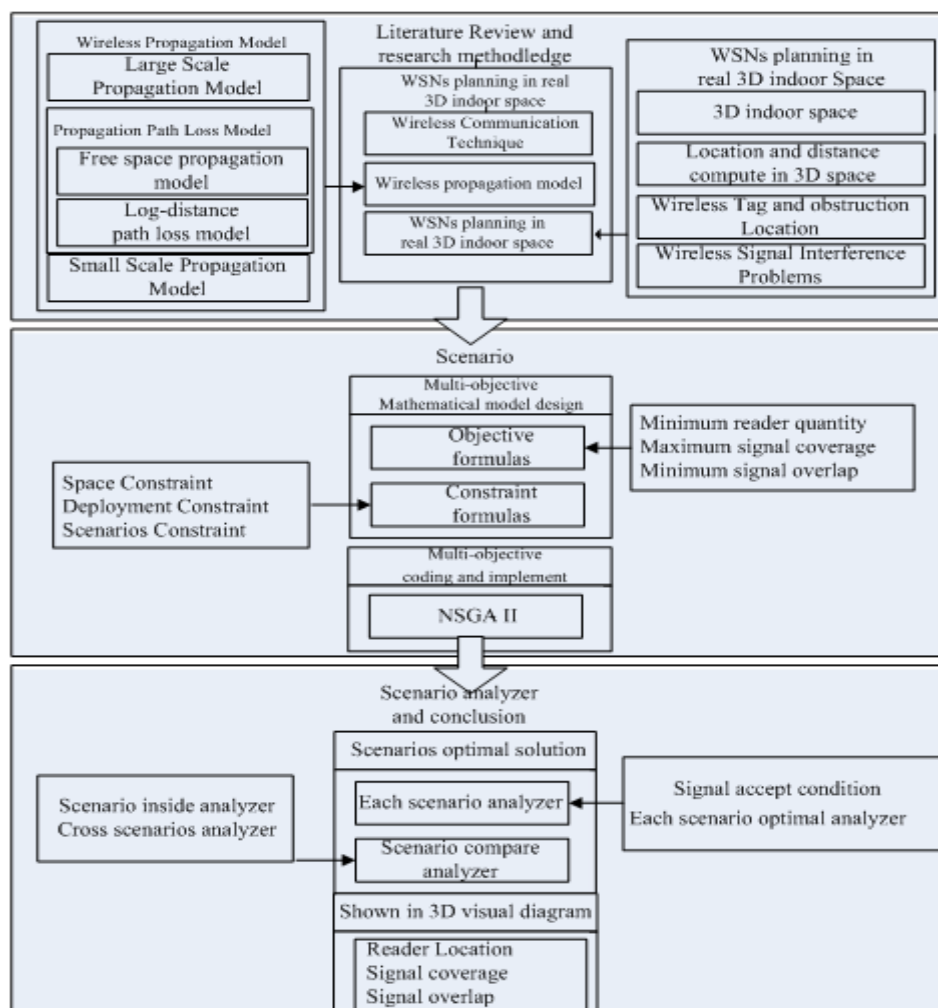 Wireless Propagation Model
Large Scale
Propagation Model
Propagation Path Loss Model
Free space propagation
model
Log-distance
path loss model
Small Scale Propagation
Model
Literature Review and
research methodledge
WSNs planning in real
3D indoor space
Wireless Communication
Technique
Wireless propagation model
WSNs planning in
real 3D indoor space
WSNs planning in
real 3D indoor Space
3D indoor space
Location and distance
compute in 3D space
Wireless Tag and obstruction
Location
Wireless Signal Interference
Problems
Scenario
Multi-objective
Mathematical model design
Objective
formulas
Constraint
formulas
Minimum reader quantity
Maximum signal coverage
Minimum signal overlap
Space Constraint
Deployment Constraint
Scenarios Constraint
Multi-objective
coding and implement
NSGA II
Scenario analyzer
and conclusion
Scenarios optimal solution
Each scenario analyzer
Scenario compare
analyzer
Scenario inside analyzer
Cross scenarios analyzer
Signal accept condition
Each scenario optimal analyzer
Shown in 3D visual diagram
Reader Location
Signal coverage
Signal overlap